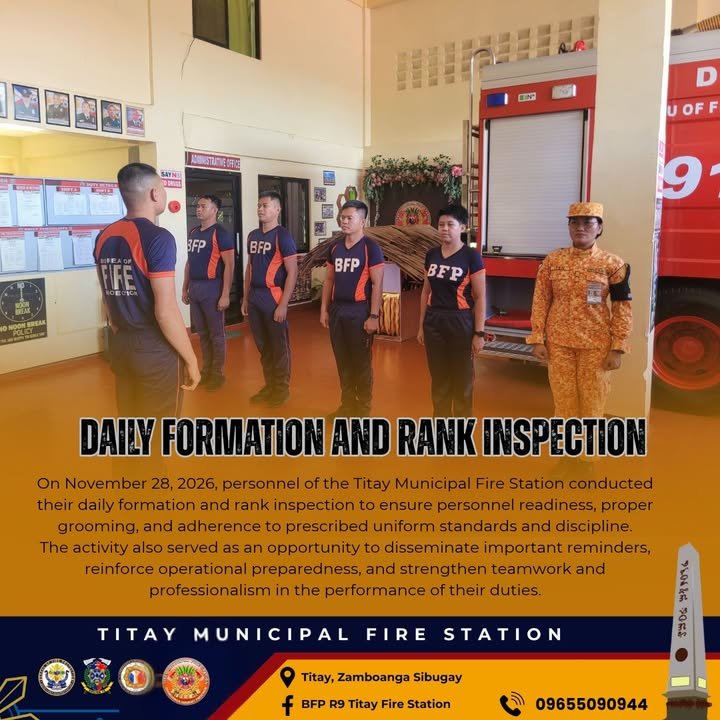 D
U OF F
91
ADMINISTRATIVE OFFICE
BFP
BFP
BFP
BFP
FIRE
NO NOON BREAK
POLICY
DAILY FORMATION AND RANK INSPECTION
On November 28, 2026, personnel of the Titay Municipal Fire Station conducted
their daily formation and rank inspection to ensure personnel readiness, proper
grooming, and adherence to prescribed uniform standards and discipline.
The activity also served as an opportunity to disseminate important reminders,
reinforce operational preparedness, and strengthen teamwork and
professionalism in the performance of their duties.
TITAY MUNICIPAL FIRE STATION
Titay, Zamboanga Sibugay
BFP R9 Titay Fire Station
09655090944